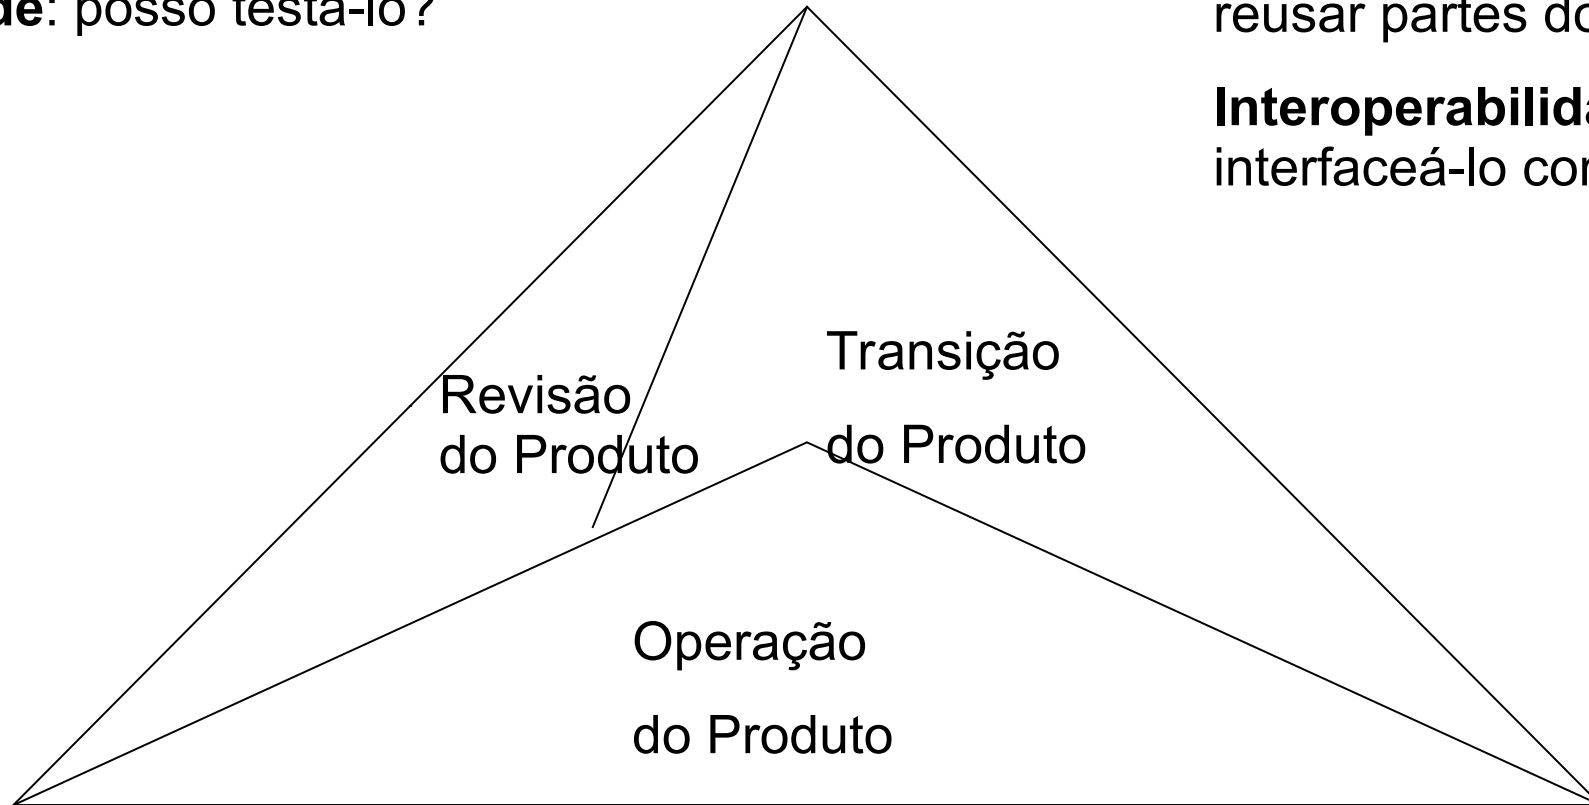 de: posso testá-lo?
reusar partes do
Interoperabilida
interfaceá-lo con
Revisão
do Produto
Transição
do Produto
Operação
do Produto